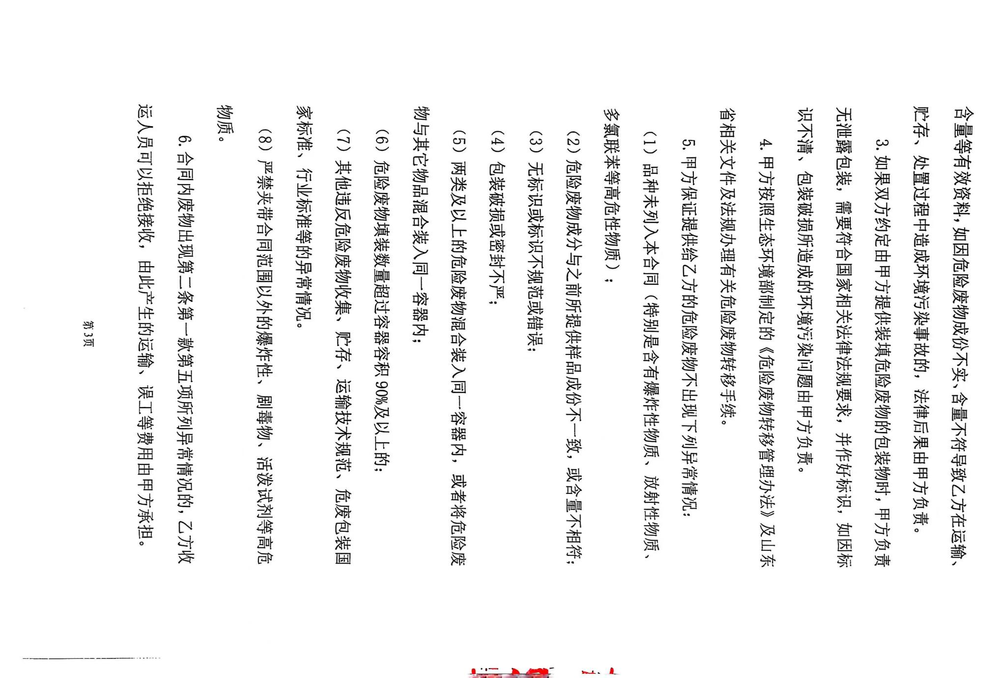 含量等有效资料，如因危险废物成份不实、含量不符导致乙方在运输、
贮存、处置过程中造成环境污染事故的，法律后果由甲方负责。
3. 如果双方约定由甲方提供装填危险废物的包装物时，甲方负责
无泄露包装，需要符合国家相关法律法规要求，并作好标识，如因标
识不清、包装破损所造成的环境污染问题由甲方负责。
4. 甲方按照生态环境部制定的《危险废物转移管理办法》及山东
省相关文件及法规办理有关危险废物转移手续。
5. 甲方保证提供给乙方的危险废物不出现下列异常情况：
（1）品种未列入本合同（特别是含有爆炸性物质、放射性物质、
多氯联苯等高危性物质）；
（2）危险废物成分与之前所提供样品成份不一致，或含量不相符；
（3）无标识或标识不规范或错误；
（4）包装破损或密封不严；
（5）两类及以上的危险废物混合装入同一容器内，或者将危险废
物与其它物品混合装入同一容器内；
（6）危险废物填装数量超过容器容积 90%及以上的；
（7）其他违反危险废物收集、贮存、运输技术规范、危废包装国
家标准、行业标准等的异常情况。
（8）严禁夹带合同范围以外的爆炸性、剧毒物、活泼试剂等高危
物质。
6. 合同内废物出现第二条第一款第五项所列异常情况的，乙方收
运人员可以拒绝接收，由此产生的运输、误工等费用由甲方承担。
第 3 页